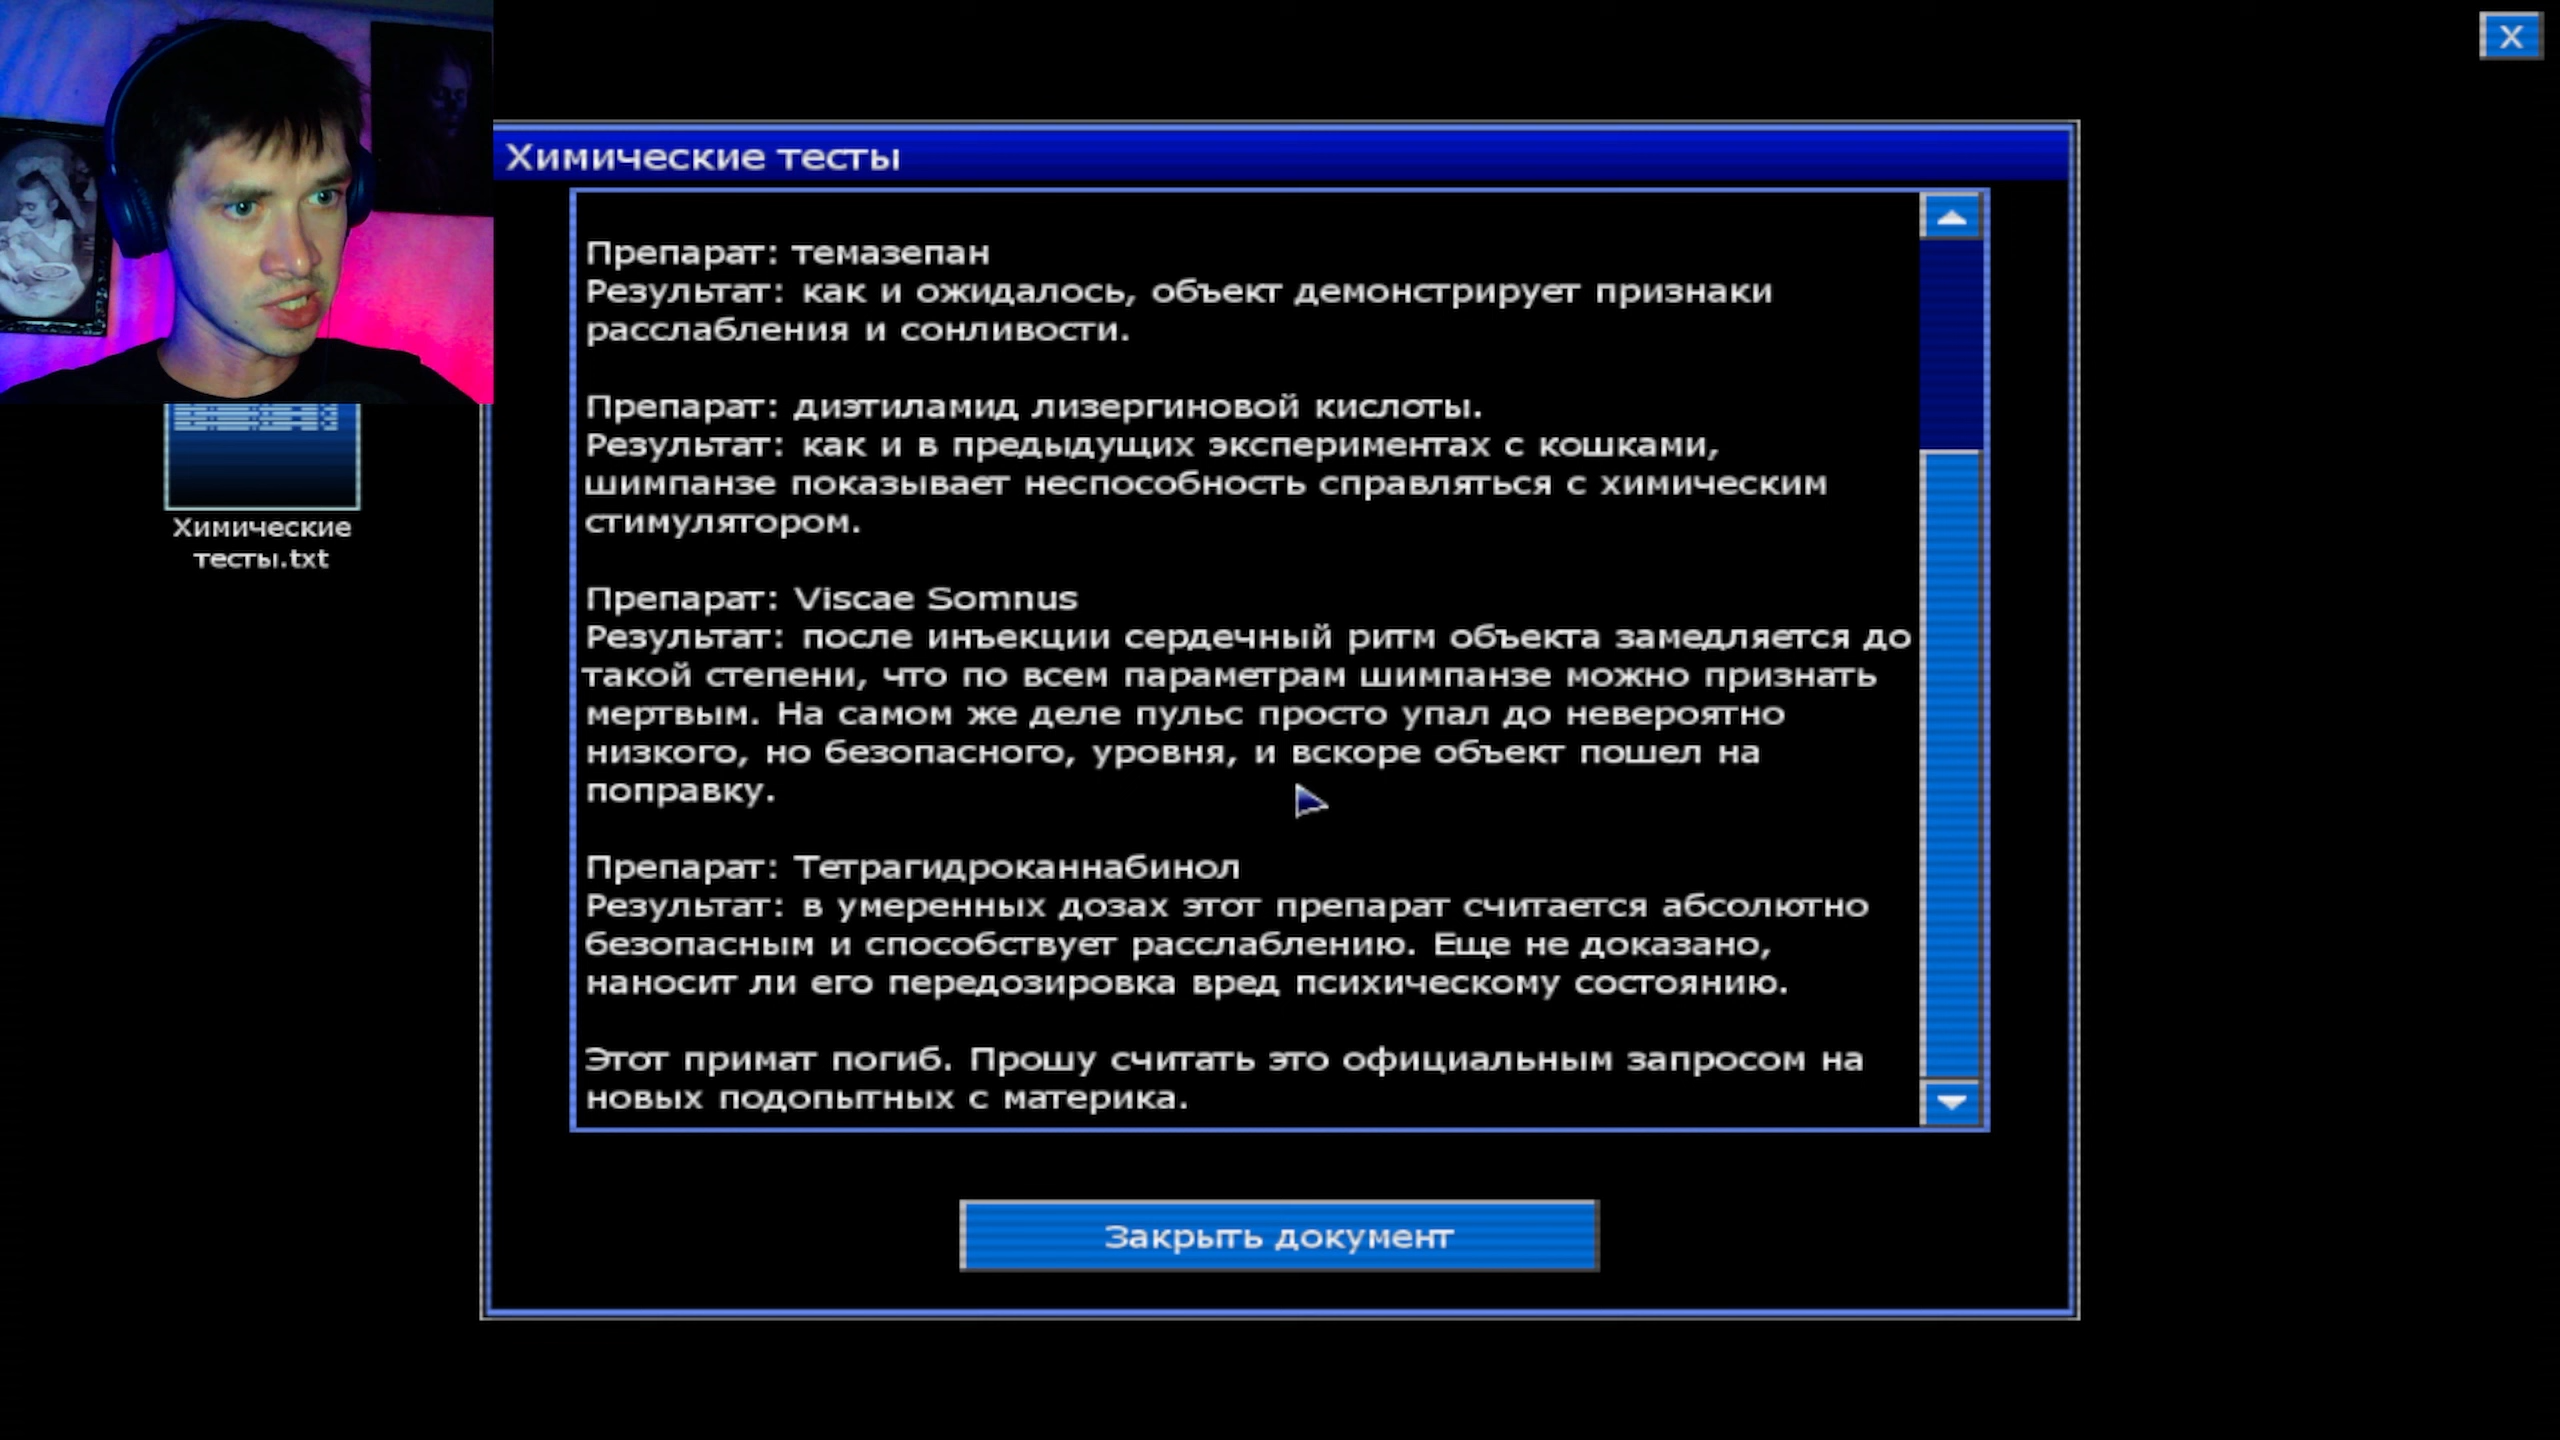 X
Химические тесты
Препарат: темазепан
Результат: как и ожидалось, объект демонстрирует признаки
расслабления и сонливости.
Препарат: диэтиламид лизергиновой кислоты.
Результат: как и в предыдущих экспериментах с кошками,
шимпанзе показывает неспособность справляться с химическим
стимулятором.
Препарат: Viscae Somnus
Результат: после инъекции сердечный ритм объекта замедляется до
такой степени, что по всем параметрам шимпанзе можно признать
мертвым. На самом же деле пульс просто упал до невероятно
низкого, но безопасного, уровня, и вскоре объект пошел на
поправку.
Препарат: Тетрагидроканнабинол
Результат: в умеренных дозах этот препарат считается абсолютно
безопасным и способствует расслаблению. Еще не доказано,
наносит ли его передозировка вред психическому состоянию.
Этот примат погиб. Прошу считать это официальным запросом на
новых подопытных с материка.
Химические
тесты.txt
Закрыть документ